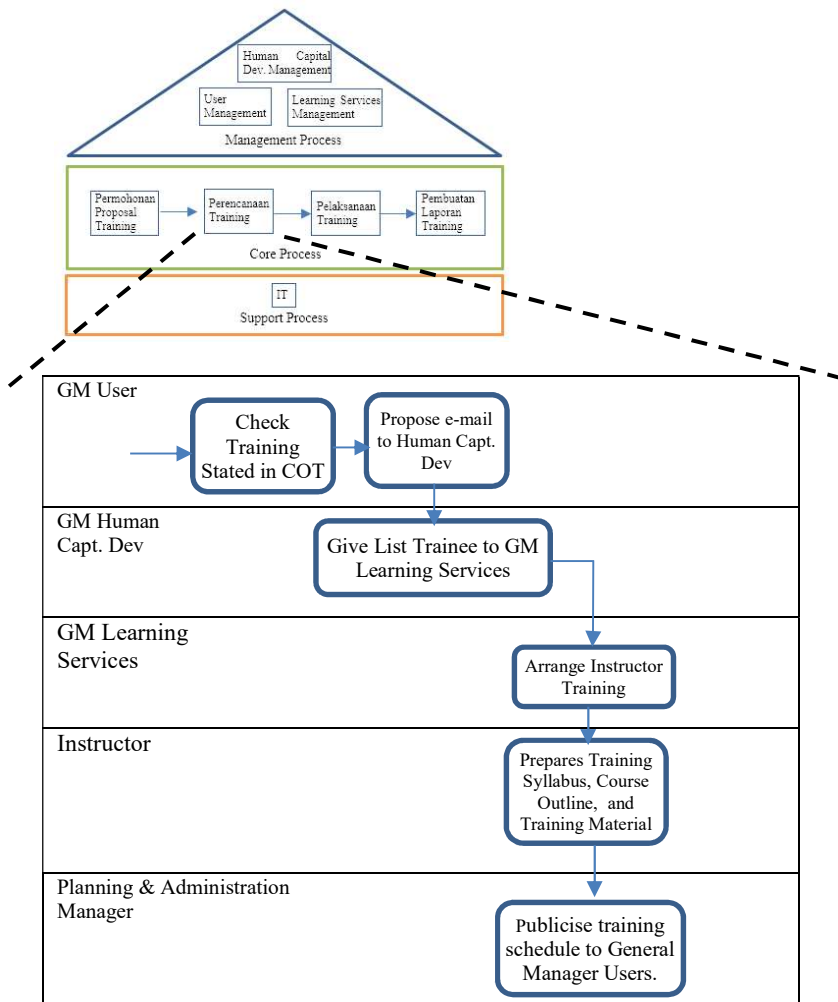 Human Capital
Dev. Management
User
Management
Learning Services
Management
Management Process
Permohonan
Proposal
Training
Perencanaan
Training
Pelaksanaan
Training
Pembuatan
Laporan
Training
Core Process
IT
Support Process
GM User
Check
Training
Stated in COT
Propose e-mail
to Human Capt.
Dev
GM Human
Capt. Dev
Give List Trainee to GM
Learning Services
GM Learning
Services
Arrange Instructor
Training
Instructor
Prepares Training
Syllabus, Course
Outline, and
Training Material
Planning & Administration
Manager
Publicise training
schedule to General
Manager Users.